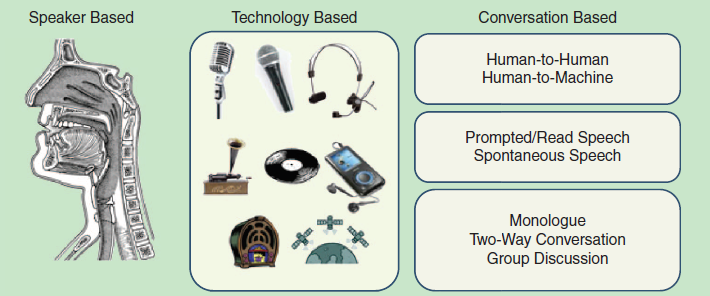 Speaker Based
Technology Based
Conversation Based
Human-to-Human
Human-to-Machine
Prompted/Read Speech
Spontaneous Speech
Monologue
Two-Way Conversation
Group Discussion